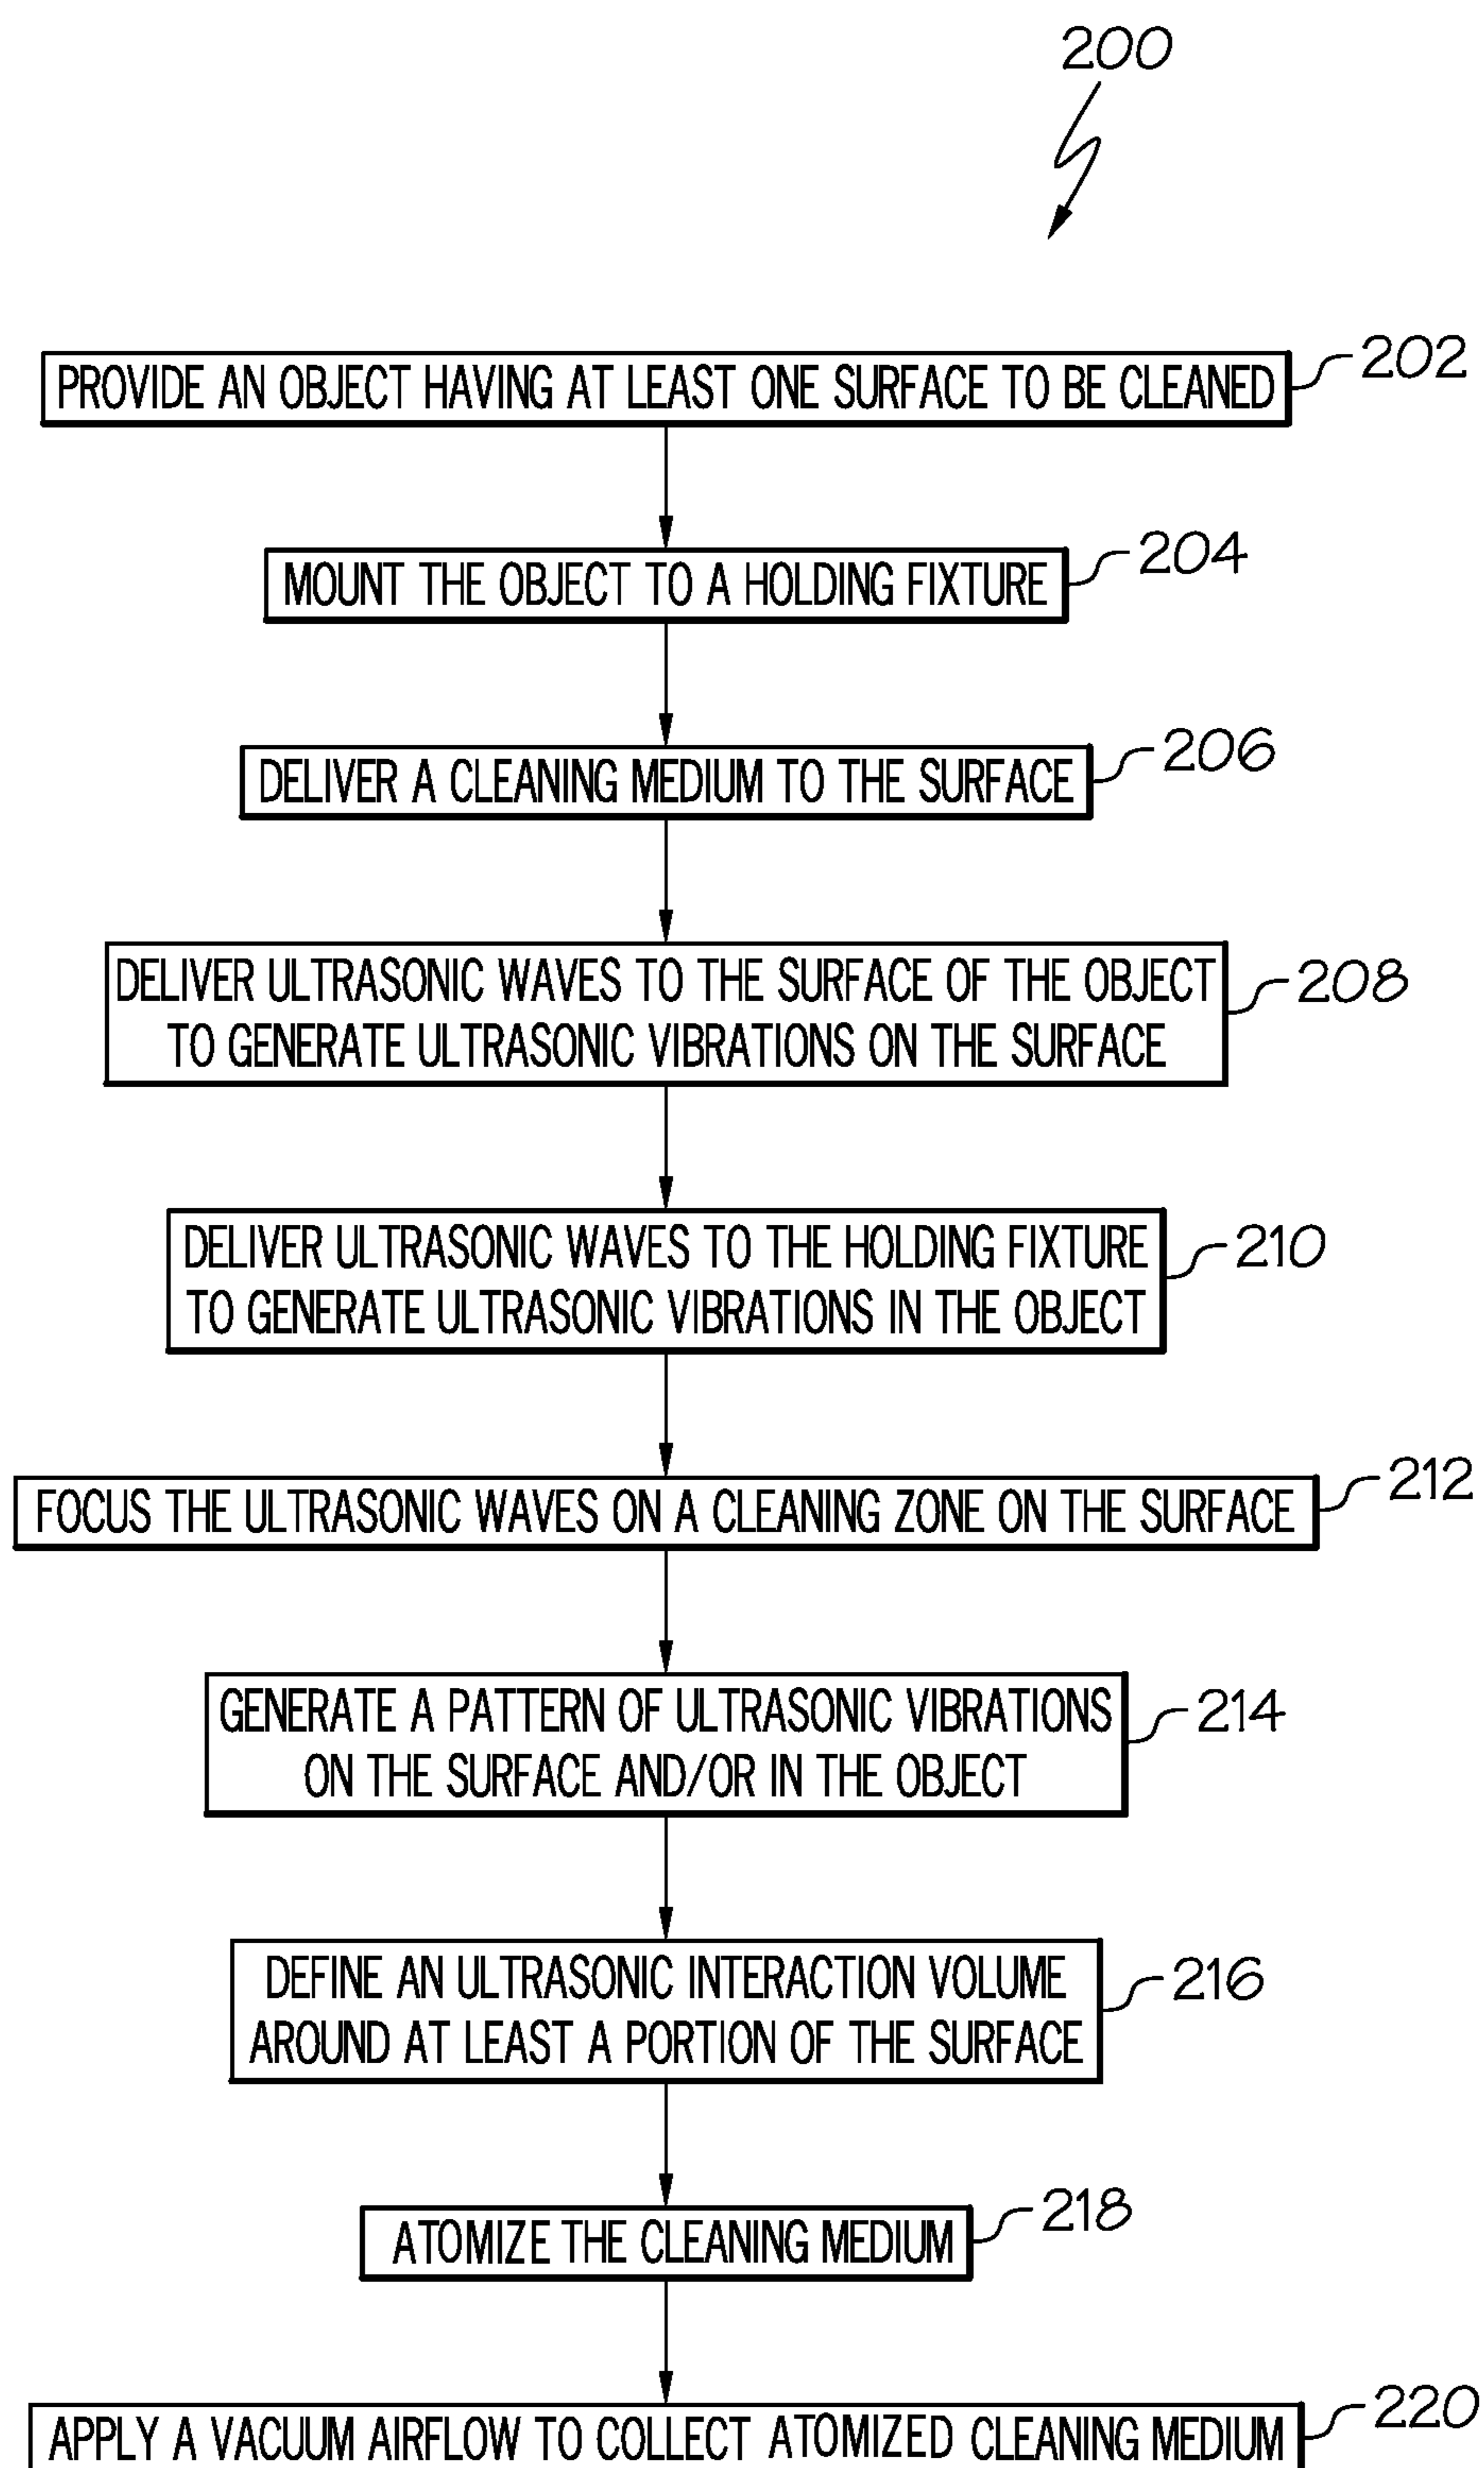 200
PROVIDE AN OBJECT HAVING AT LEAST ONE SURFACE TO BE CLEANED
202
MOUNT THE OBJECT TO A HOLDING FIXTURE
204
DELIVER A CLEANING MEDIUM TO THE SURFACE
206
DELIVER ULTRASONIC WAVES TO THE SURFACE OF THE OBJECT
TO GENERATE ULTRASONIC VIBRATIONS ON THE SURFACE
208
DELIVER ULTRASONIC WAVES TO THE HOLDING FIXTURE
TO GENERATE ULTRASONIC VIBRATIONS IN THE OBJECT
210
FOCUS THE ULTRASONIC WAVES ON A CLEANING ZONE ON THE SURFACE
212
GENERATE A PATTERN OF ULTRASONIC VIBRATIONS
ON THE SURFACE AND/OR IN THE OBJECT
214
DEFINE AN ULTRASONIC INTERACTION VOLUME
AROUND AT LEAST A PORTION OF THE SURFACE
216
ATOMIZE THE CLEANING MEDIUM
218
APPLY A VACUUM AIRFLOW TO COLLECT ATOMIZED CLEANING MEDIUM
220